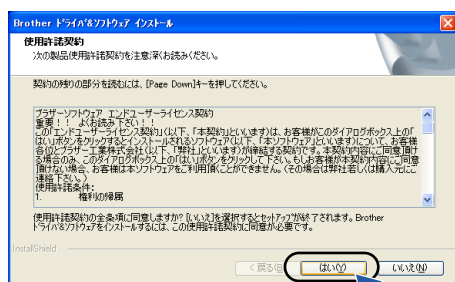 Brother ドライバ&ソフトウェア インストール
使用許諾契約
次の製品使用許諾契約を注意深くお読みください。
契約の残りの部分を読むには、[Page Down]キーを押してください。
ブラザーソフトウェア エンドユーザーライセンス契約
重要!! よくお読み下さい!!
この「エンドユーザーライセンス契約」(以下、「本契約」といいます)は、お客様がこのダイアログボックス上の「
はい」ボタンをクリックするとインストールされるソフトウェア(以下、「本ソフトウェア」といいます)について、お客様
各位とブラザー工業株式会社(以下、「弊社」といいます)が締結する契約です。本契約内容にご同意頂け
る場合のみ、このダイアログボックス上の「はい」ボタンをクリックして下さい。もしお客様が本契約内容にご同意
頂けない場合、お客様は本ソフトウェアをご利用頂くことができません。(その場合は弊社若しくは購入元にご
連絡下さい。)
使用許諾条件:
1. 権利の帰属
使用許諾契約の全条項に同意しますか? [いいえ]を選択するとセットアップが終了されます。Brother
ドライバ&ソフトウェアをインストールするには、この使用許諾契約に同意が必要です。
InstallShield
< 戻る(B) はい(Y) いいえ(N)